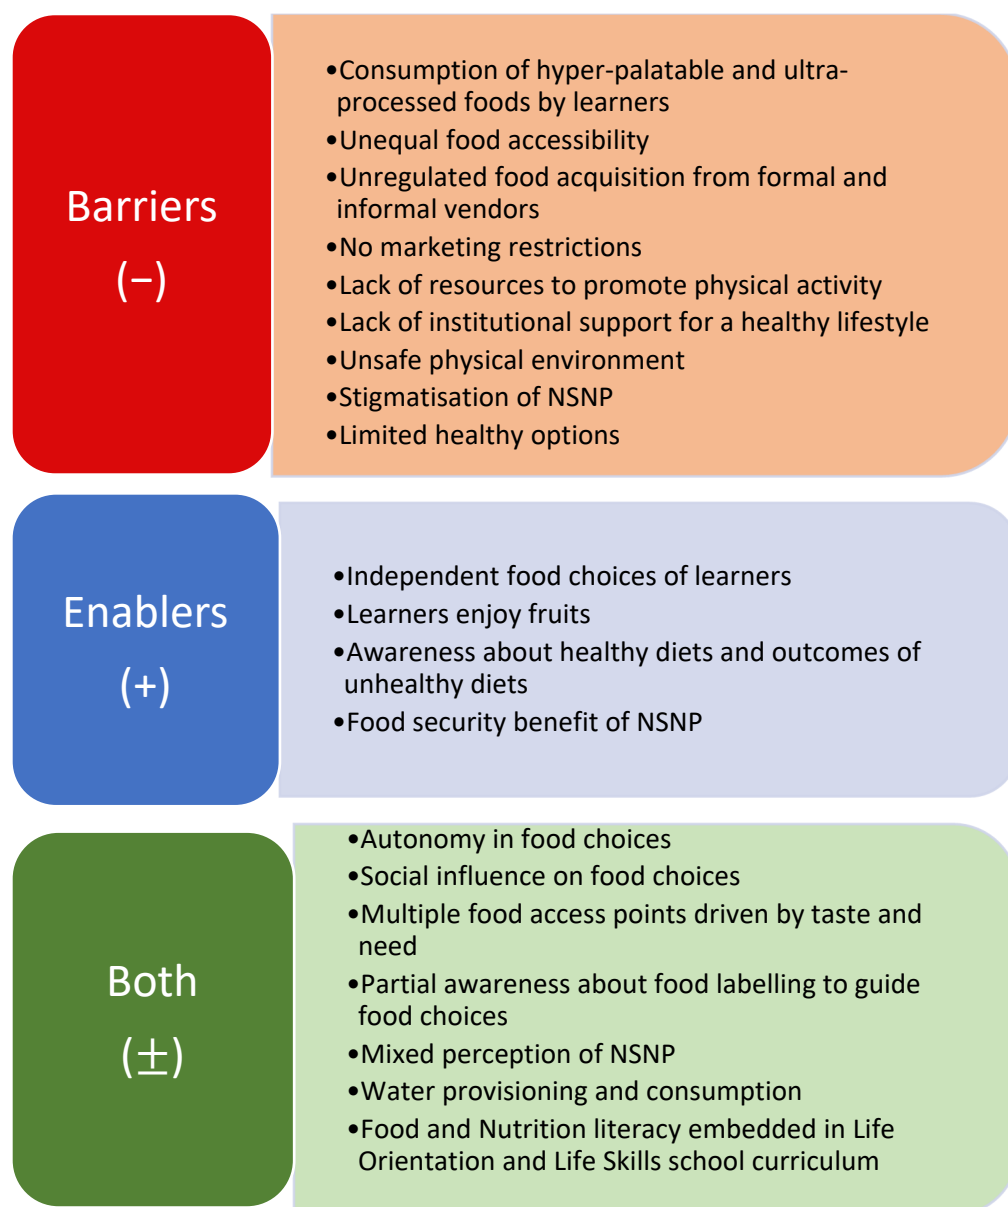 Barriers
(−)
•Consumption of hyper-palatable and ultra-
processed foods by learners
•Unequal food accessibility
•Unregulated food acquisition from formal and
informal vendors
•No marketing restrictions
•Lack of resources to promote physical activity
•Lack of institutional support for a healthy lifestyle
•Unsafe physical environment
•Stigmatisation of NSNP
•Limited healthy options
Enablers
(+)
•Independent food choices of learners
•Learners enjoy fruits
•Awareness about healthy diets and outcomes of
unhealthy diets
•Food security benefit of NSNP
Both
(±)
•Autonomy in food choices
•Social influence on food choices
•Multiple food access points driven by taste and
need
•Partial awareness about food labelling to guide
food choices
•Mixed perception of NSNP
•Water provisioning and consumption
•Food and Nutrition literacy embedded in Life
Orientation and Life Skills school curriculum